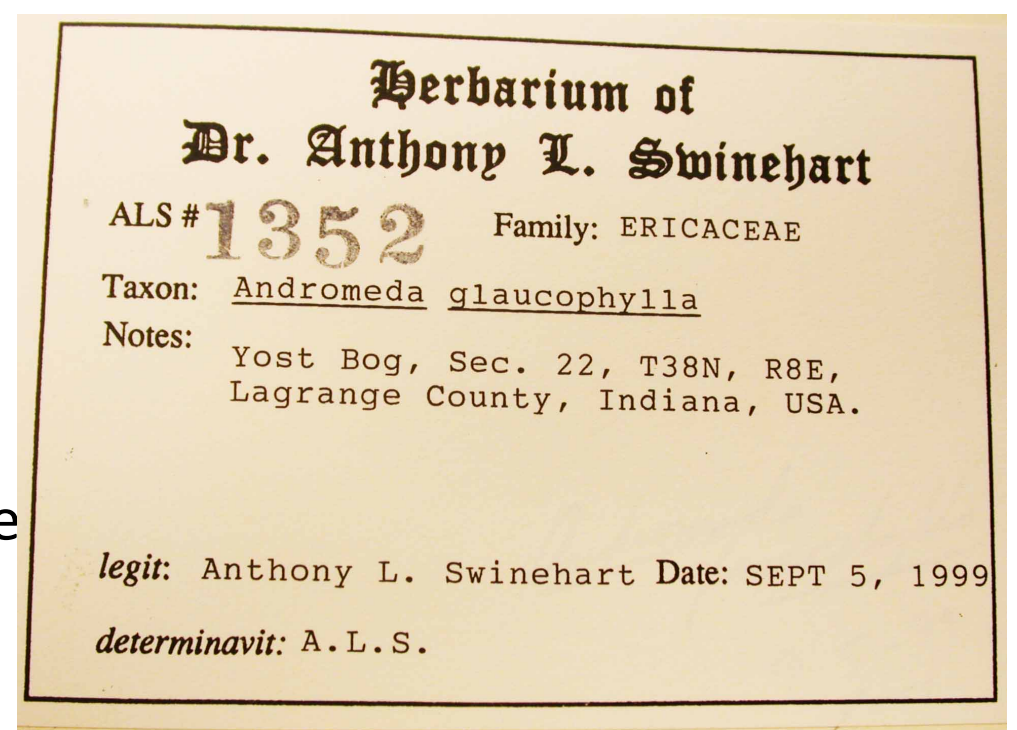 Herbarium of
Dr. Anthony L. Swinehart
ALS # 1352 Family: ERICACEAE
Taxon: Andromeda glaucophylla
Notes:
Yost Bog, Sec. 22, T38N, R8E,
Lagrange County, Indiana, USA.
e
legit: Anthony L. Swinehart Date: SEPT 5, 1999
determinavit: A.L.S.